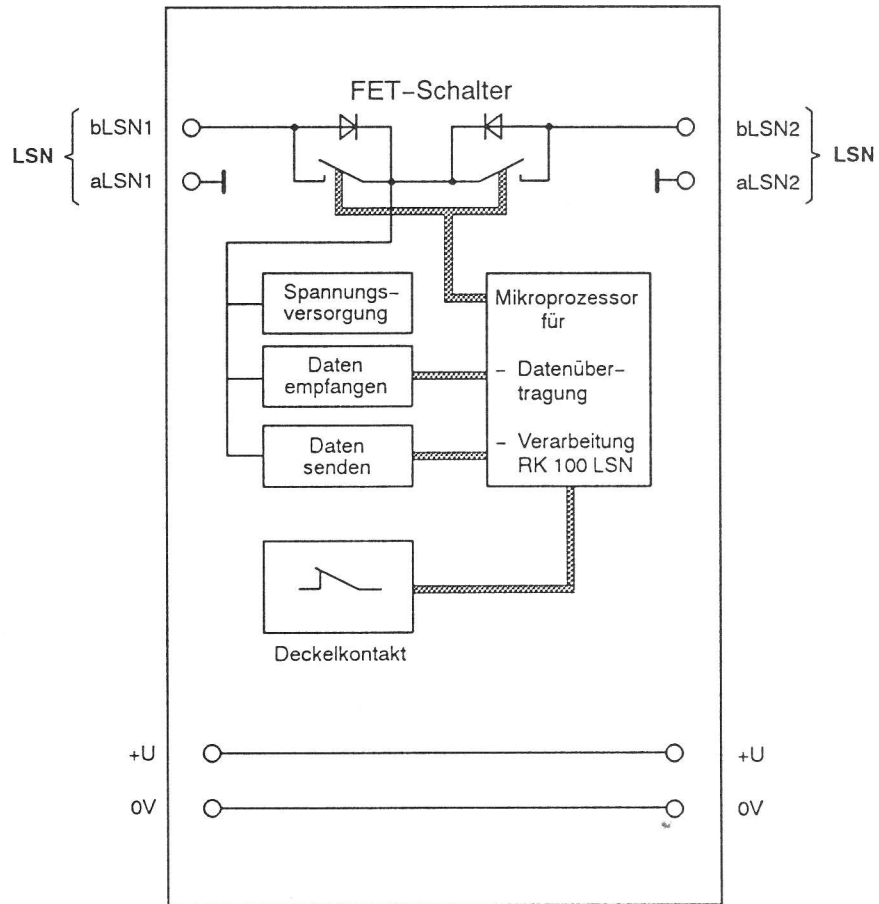 FET-Schalter
LSN
bLSN1
aLSN1
bLSN2
aLSN2
LSN
Spannungs-
versorgung
Daten
empfangen
Daten
senden
Mikroprozessor
für
- Datenüber-
tragung
- Verarbeitung
RK 100 LSN
Deckelkontakt
+U
+U
0V
0V